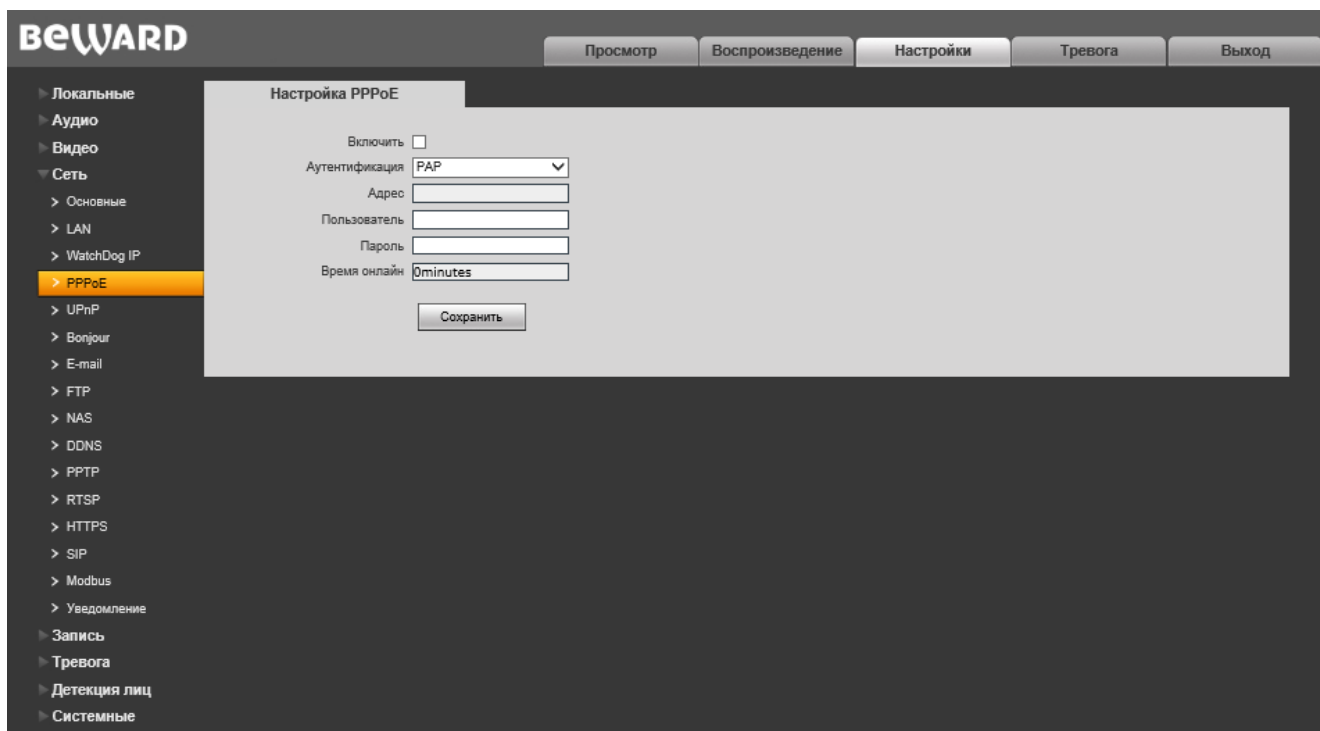 BEWARD
Просмотр Воспроизведение Настройки Тревога Выход
Локальные
Аудио
Видео
Сеть
Основные
LAN
WatchDog IP
PPPoE
UPnP
Bonjour
E-mail
FTP
NAS
DDNS
PPTP
RTSP
HTTPS
SIP
Modbus
Уведомление
Запись
Тревога
Детекция лиц
Системные
Настройка PPPoE
Включить
Аутентификация PAP
Адрес
Пользователь
Пароль
Время онлайн 0minutes
Сохранить